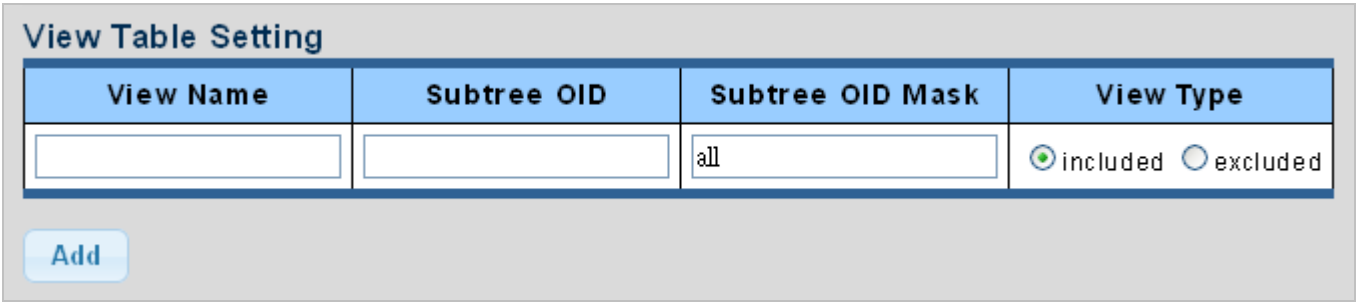 View Table Setting
View Name Subtree OID Subtree OID Mask View Type
all included excluded
Add